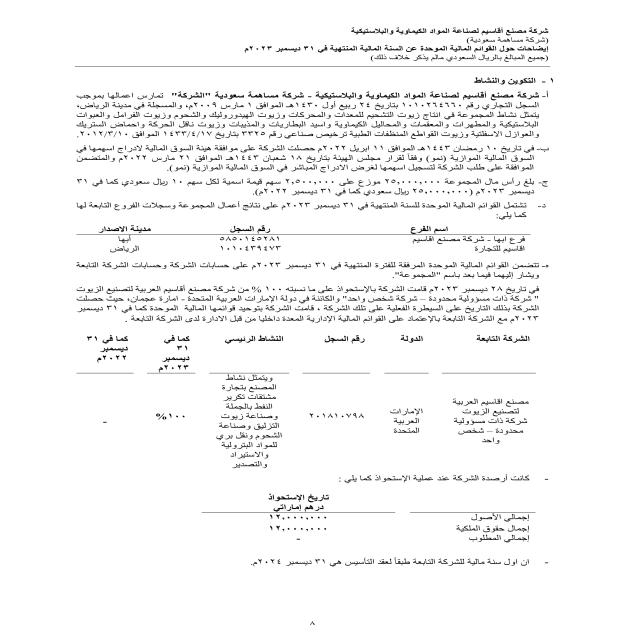 شركة مصنع أقاسيم لصناعة المواد الكيماوية والبلاستيكية
(شركة مساهمة سعودية)
إيضاحات حول القوائم المالية الموحدة عن السنة المالية المنتهية في ٣١ ديسمبر ٢٠٢٣م
(جميع المبالغ بالريال السعودي مالم يذكر خلاف ذلك)
١ - التكوين والنشاط
أ- شركة مصنع أقاسيم لصناعة المواد الكيماوية والبلاستيكية – شركة مساهمة سعودية "الشركة" تمارس اعمالها بموجب
السجل التجاري رقم ١٠١٠٢٦٤٦٦٠ بتاريخ ٢٤ ربيع أول ١٤٣٠هـ الموافق ١ مارس ٢٠٠٩م، والمسجلة في مدينة الرياض،
يتمثل نشاط المجموعة في انتاج زيوت التشحيم للمعدات والمحركات وزيوت الهيدوروليك والشحوم وزيوت الفرامل والعبوات
البلاستيكية والمطهرات والمعقمات والمحاليل الكيماوية واسيد البطاريات والمذيبات وزيوت ناقل الحركة واحماض الستريك
والعوازل الاسفلتية وزيوت القواطع المنظفات الطبية ترخيص صناعي رقم ٣٣٢٥ بتاريخ ١٤٣٣/٤/١٧ الموافق ٢٠١٢/٣/١٠.
ب- في تاريخ ١٠ رمضان ١٤٤٣هـ الموافق ١١ ابريل ٢٠٢٢م حصلت الشركة على موافقة هيئة السوق المالية لادراج اسهمها في
السوق المالية الموازية (نمو) وفقاً لقرار مجلس الهيئة بتاريخ ١٨ شعبان ١٤٤٣هـ الموافق ٢١ مارس ٢٠٢٢م والمتضمن
الموافقة على طلب الشركة لتسجيل اسهمها لغرض الادراج المباشر في السوق المالية الموازية (نمو).
ج- بلغ رأس مال المجموعة ٢٥,٠٠٠,٠٠٠ موزع على ٢,٥٠٠,٠٠٠ سهم قيمة اسمية لكل سهم ١٠ ريال سعودي كما في ٣١
ديسمبر ٢٠٢٣م (٢٥,٠٠٠,٠٠٠ ريال سعودي كما في ٣١ ديسمبر ٢٠٢٢م).
د- تشتمل القوائم المالية الموحدة للسنة المنتهية في ٣١ ديسمبر ٢٠٢٣م على نتائج أعمال المجموعة وسجلات الفروع التابعة لها
كما يلي:
اسم الفرع رقم السجل مدينة الاصدار
فرع ابها – شركة مصنع اقاسيم ٥٨٥٠١٤٥٢٨١ أبها
اقاسيم للتجارة ١٠١٠٤٣٩٤٧٣ الرياض
ه- تتضمن القوائم المالية الموحدة المرفقة للفترة المنتهية في ٣١ ديسمبر ٢٠٢٣م على حسابات الشركة وحسابات الشركة التابعة
ويشار إليهما فيما بعد باسم "المجموعة".
في تاريخ ٢٨ ديسمبر ٢٠٢٣م قامت الشركة بالإستحواذ على ما نسبته ١٠٠ % من شركة مصنع أقاسيم العربية لتصنيع الزيوت
" شركة ذات مسؤولية محدودة – شركة شخص واحد" والكائنة في دولة الإمارات العربية المتحدة - امارة عجمان، حيث حصلت
الشركة بذلك التاريخ على السيطرة الفعلية على تلك الشركة ، قامت الشركة بتوحيد قوائمها المالية الموحدة كما في ٣١ ديسمبر
٢٠٢٣م مع الشركة التابعة بالإعتماد على القوائم المالية الإدارية المعدة داخليا من قبل الادارة لدى الشركة التابعة .
الشركة التابعة الدولة رقم السجل النشاط الرئيسي كما في ٣١ ديسمبر ٢٠٢٣م كما في ٣١ ديسمبر ٢٠٢٢م
مصنع اقاسيم العربية لتصنيع الزيوت شركة ذات مسؤولية محدودة – شخص واحد الإمارات العربية المتحدة ٢٠١٨١٠٧٩٨ ويتمثل نشاط المصنع بتجارة مشتقات تكرير النفط بالجملة وصناعة زيوت التزليق وصناعة الشحوم ونقل بري للمواد البترولية والاستيراد والتصدير ١٠٠% -
- كانت أرصدة الشركة عند عملية الإستحواذ كما يلي :
تاريخ الإستحواذ
درهم إماراتي
إجمالي الأصول ١٢,٠٠٠,٠٠٠
إجمال حقوق الملكية ١٢,٠٠٠,٠٠٠
إجمالي المطلوب -
- ان اول سنة مالية للشركة التابعة طبقاً لعقد التأسيس هي ٣١ ديسمبر ٢٠٢٤م.
٨